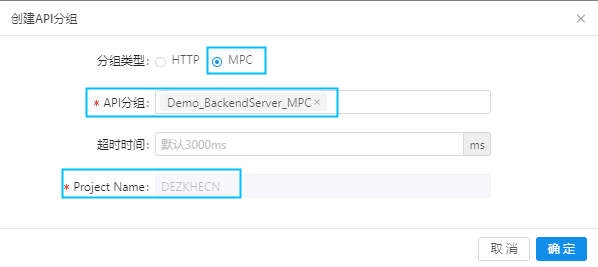 创建API分组 ×
分组类型: HTTP MPC
* API分组: Demo_BackendServer_MPC ×
超时时间: 默认3000ms ms
* Project Name: DEZKHECN
取 消 确 定